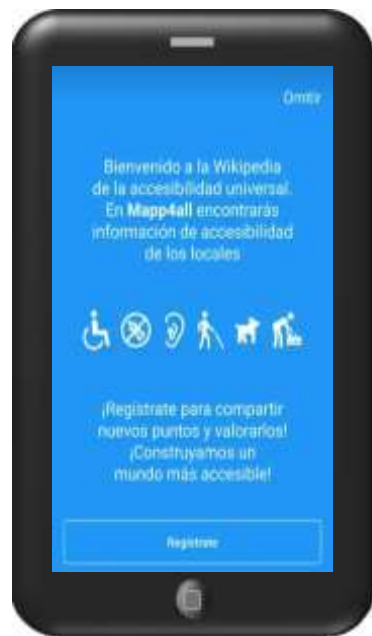 Omitir
Bienvenido a la Wikipedia
de la accesibilidad universal.
En Mapp4all encontrarás
información de accesibilidad
de los locales
¡Regístrate para compartir
nuevos puntos y valorarlos!
¡Construyamos un
mundo más accesible!
Regístrate